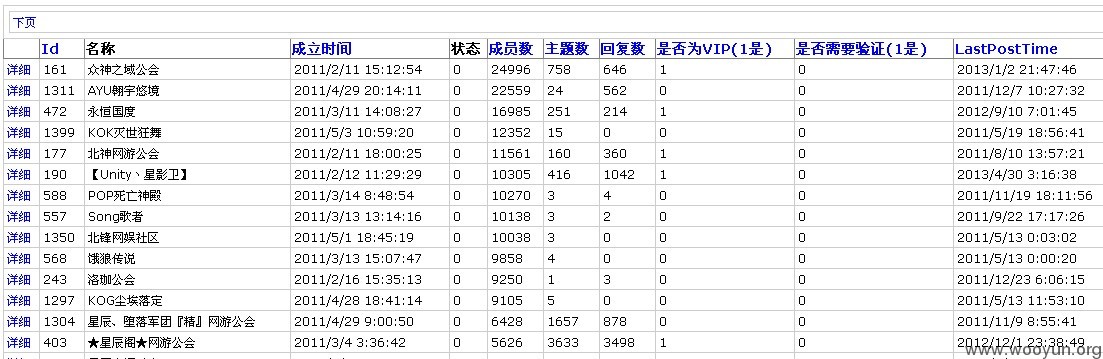 下页
Id 名称 成立时间 状态 成员数 主题数 回复数 是否为VIP(1是) 是否需要验证(1是) LastPostTime
详细 161 众神之域公会 2011/2/11 15:12:54 0 24996 758 646 1 0 2013/1/2 21:47:46
详细 1311 AYU翱宇悠境 2011/4/29 20:14:11 0 22559 24 562 0 0 2011/12/7 10:27:32
详细 472 永恒国度 2011/3/11 14:08:27 0 16985 251 214 1 0 2012/9/10 7:01:45
详细 1399 KOK灭世狂舞 2011/5/3 10:59:20 0 12352 15 0 0 0 2011/5/19 18:56:41
详细 177 北神网游公会 2011/2/11 18:00:25 0 11561 160 360 1 0 2011/8/10 13:57:21
详细 190 【Unity丶星影卫】 2011/2/12 11:29:29 0 10305 416 1042 1 0 2013/4/30 3:16:38
详细 588 POP死亡神殿 2011/3/14 8:48:54 0 10270 3 4 0 0 2011/11/19 18:11:56
详细 557 Song歌者 2011/3/13 13:14:16 0 10138 3 2 0 0 2011/9/22 17:17:26
详细 1350 北锋网娱社区 2011/5/1 18:45:19 0 10038 3 0 0 0 2011/5/13 0:03:02
详细 568 饿狼传说 2011/3/13 15:07:47 0 9858 4 0 0 0 2011/5/13 0:00:20
详细 243 洛珈公会 2011/2/16 15:35:13 0 9250 1 3 0 0 2011/12/23 6:06:15
详细 1297 KOG尘埃落定 2011/4/28 18:41:14 0 9105 5 0 0 0 2011/5/13 11:53:10
详细 1304 星辰、堕落军团『精』网游公会 2011/4/29 9:00:50 0 6428 1657 878 0 0 2011/11/9 8:55:41
详细 403 ★星辰阁★网游公会 2011/3/4 3:36:42 0 5626 3633 3498 1 0 2012/12/1 23:38:49
www.wooyun.org